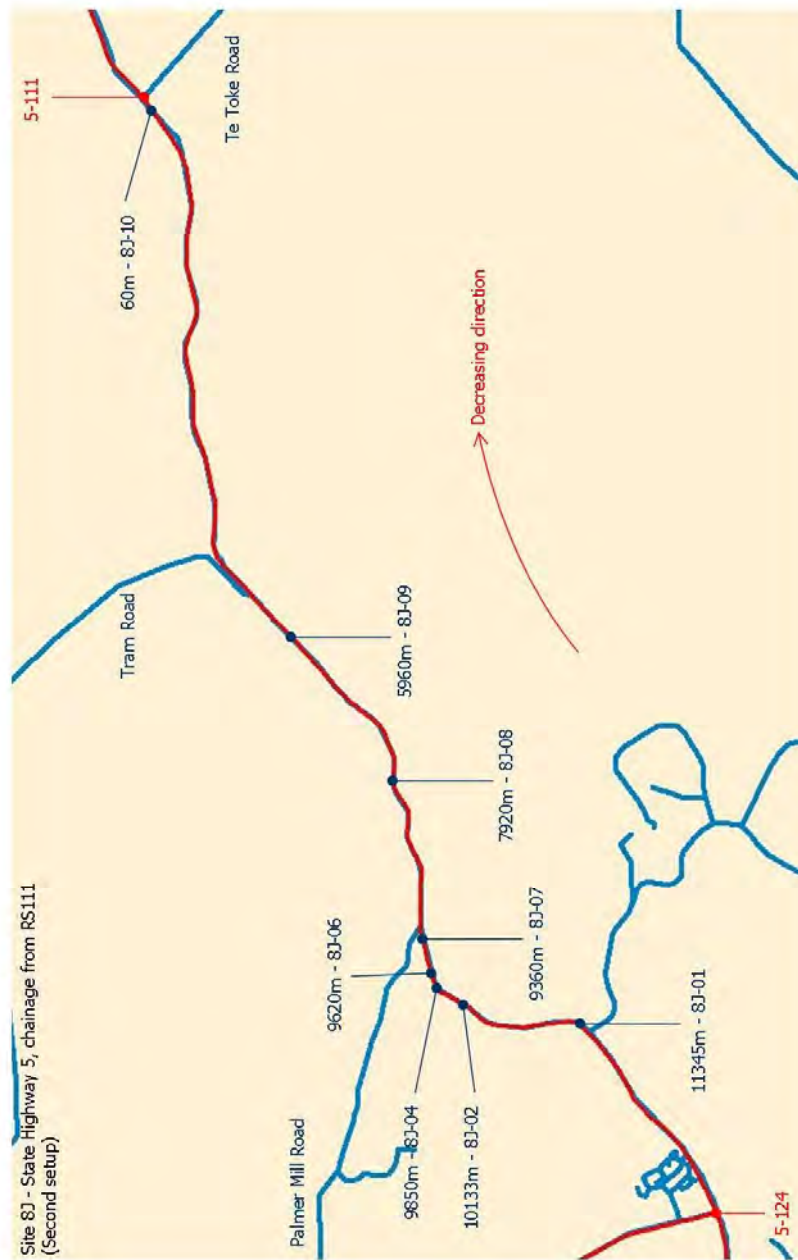 Site 8J - State Highway 5, chainage from RS111
(Second setup)
Palmer Mill Road
9850m - 8J-04
10133m - 8J-02
9620m - 8J-06
9360m - 8J-07
11345m - 8J-01
5-124
7920m - 8J-08
5960m - 8J-09
Tram Road
Decreasing direction
60m - 8J-10
Te Toke Road
5-111